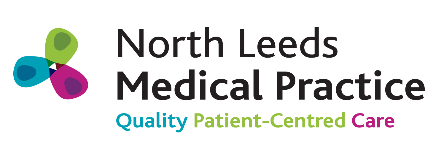 North Leeds
Medical Practice
Quality Patient-Centred Care